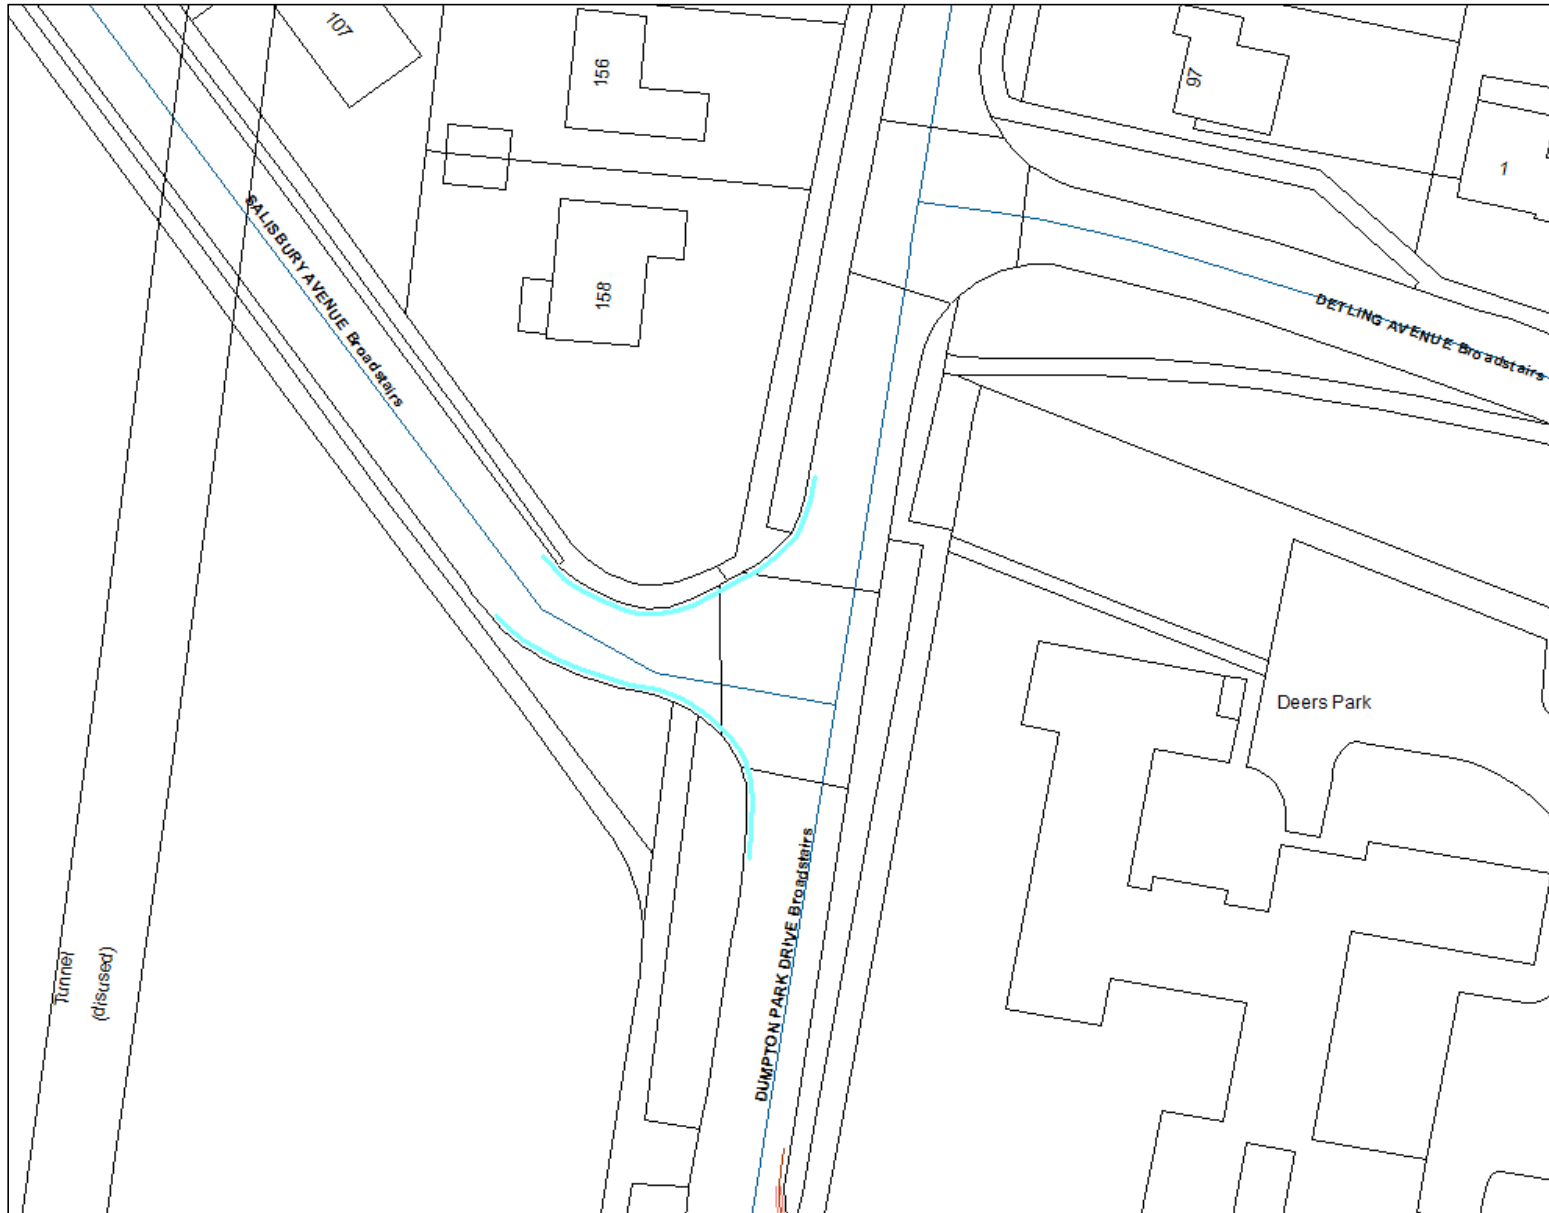 107
156
97
1
SALISBURY AVENUE Broadstairs
158
DETLING AVENUE Broadstairs
Deers Park
DUMPTON PARK DRIVE Broadstairs
Tunnel
(disused)